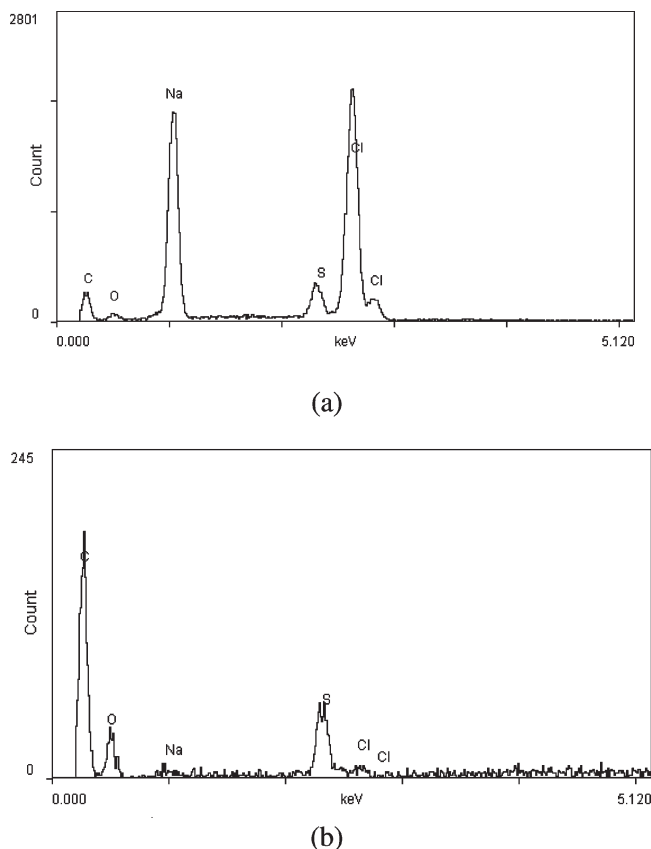 2801
Na
Cl
Count
C
O
S
Cl
0
0.000
keV
5.120
(a)
245
C
Count
O
S
Na
Cl
Cl
0
0.000
keV
5.120
(b)